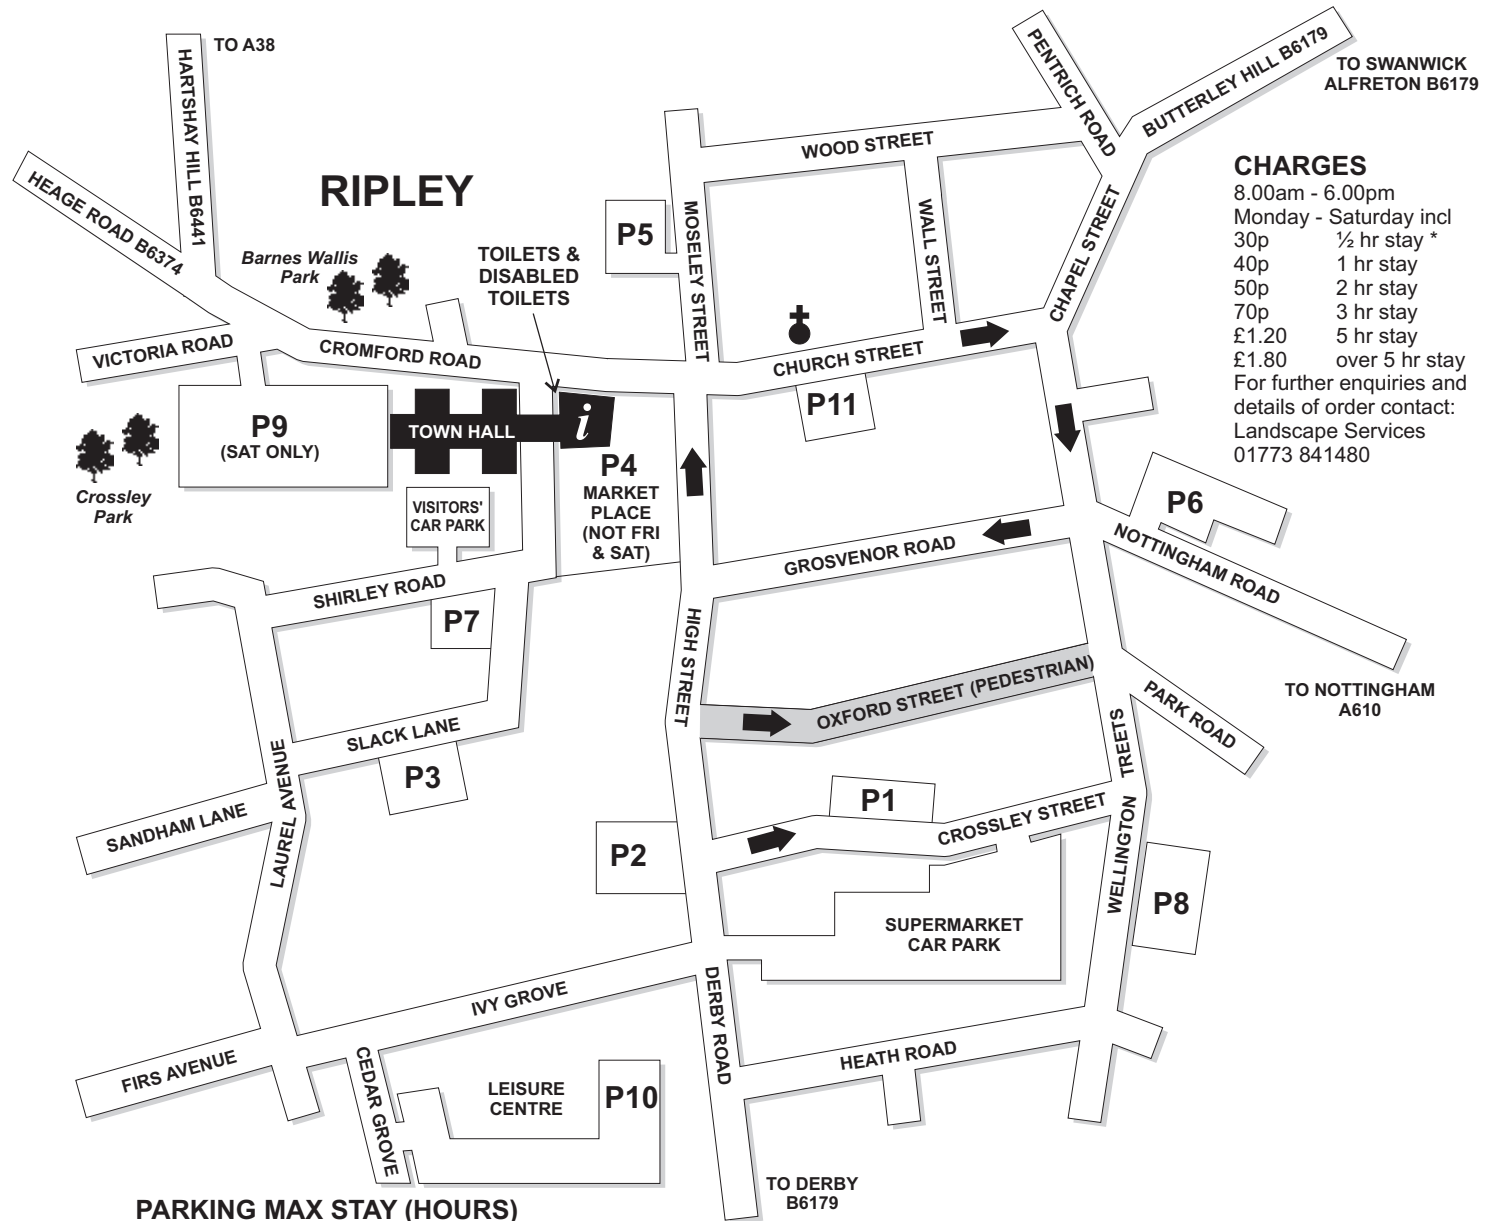 TO A38
HARTSHAY HILL B6441
HEAGE ROAD B6374
RIPLEY
PENTRICH ROAD
BUTTERLEY HILL B6179
TO SWANWICK
ALFRETON B6179
WOOD STREET
CHARGES
8.00am - 6.00pm
Monday - Saturday incl
30p ½ hr stay *
40p 1 hr stay
50p 2 hr stay
70p 3 hr stay
£1.20 5 hr stay
£1.80 over 5 hr stay
For further enquiries and
details of order contact:
Landscape Services
01773 841480
P5
MOSELEY STREET
WALL STREET
CHAPEL STREET
Barnes Wallis
Park
TOILETS &
DISABLED
TOILETS
VICTORIA ROAD
CROMFORD ROAD
CHURCH STREET
P11
P9
(SAT ONLY)
TOWN HALL
i
P4
MARKET
PLACE
(NOT FRI
& SAT)
Crossley
Park
VISITORS'
CAR PARK
P6
NOTTINGHAM ROAD
GROSVENOR ROAD
SHIRLEY ROAD
P7
HIGH STREET
OXFORD STREET (PEDESTRIAN)
TO NOTTINGHAM
A610
PARK ROAD
SLACK LANE
P3
LAUREL AVENUE
SANDHAM LANE
P1
CROSSLEY STREET
WELLINGTON TREETS
P2
P8
SUPERMARKET
CAR PARK
IVY GROVE
DERBY ROAD
HEATH ROAD
FIRS AVENUE
CEDAR GROVE
LEISURE
CENTRE
P10
TO DERBY
B6179
PARKING MAX STAY (HOURS)